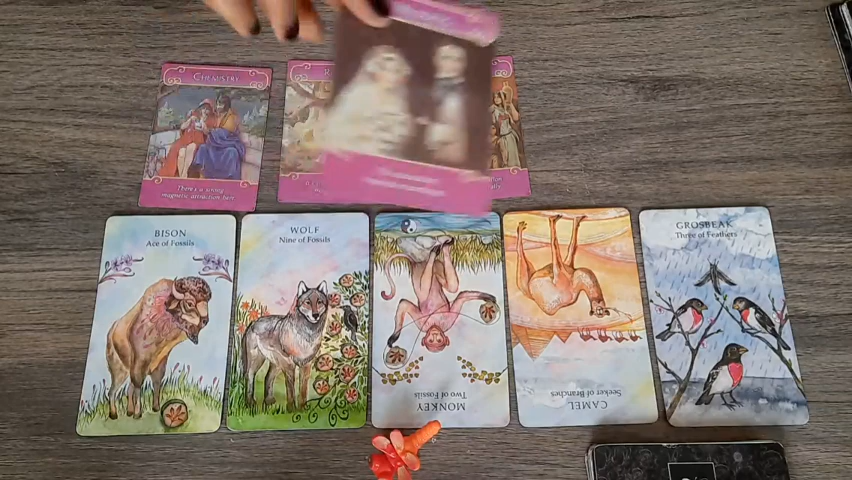 CHEMISTRY
There's a strong
magnetic attraction here.
BISON
Ace of Fossils
WOLF
Nine of Fossils
MONKEY
Two of Fossils
CAMEL
Seeker of Branches
GROSBEAK
Three of Feathers